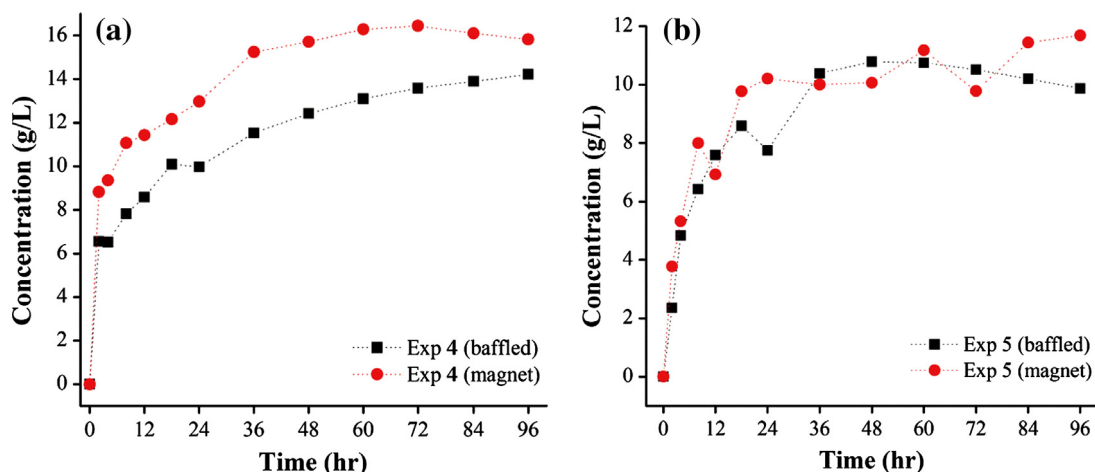 (a)
Concentration (g/L)
16
14
12
10
8
6
4
2
0
Exp 4 (baffled)
Exp 4 (magnet)
0 12 24 36 48 60 72 84 96
Time (hr)
(b)
Concentration (g/L)
12
10
8
6
4
2
0
Exp 5 (baffled)
Exp 5 (magnet)
0 12 24 36 48 60 72 84 96
Time (hr)